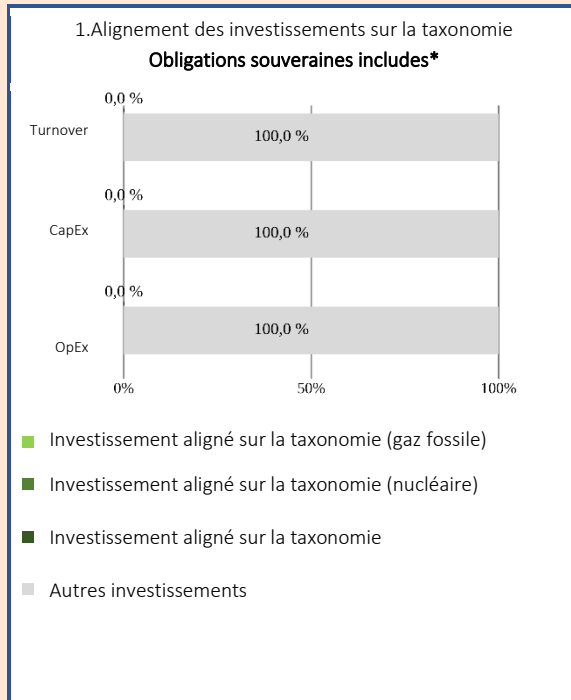 1.Alignement des investissements sur la taxonomie
Obligations souveraines includes*
0,0 %
Turnover
100,0 %
0,0 %
CapEx
100,0 %
0,0 %
OpEx
100,0 %
0% 50% 100%
Investissement aligné sur la taxonomie (gaz fossile)
Investissement aligné sur la taxonomie (nucléaire)
Investissement aligné sur la taxonomie
Autres investissements